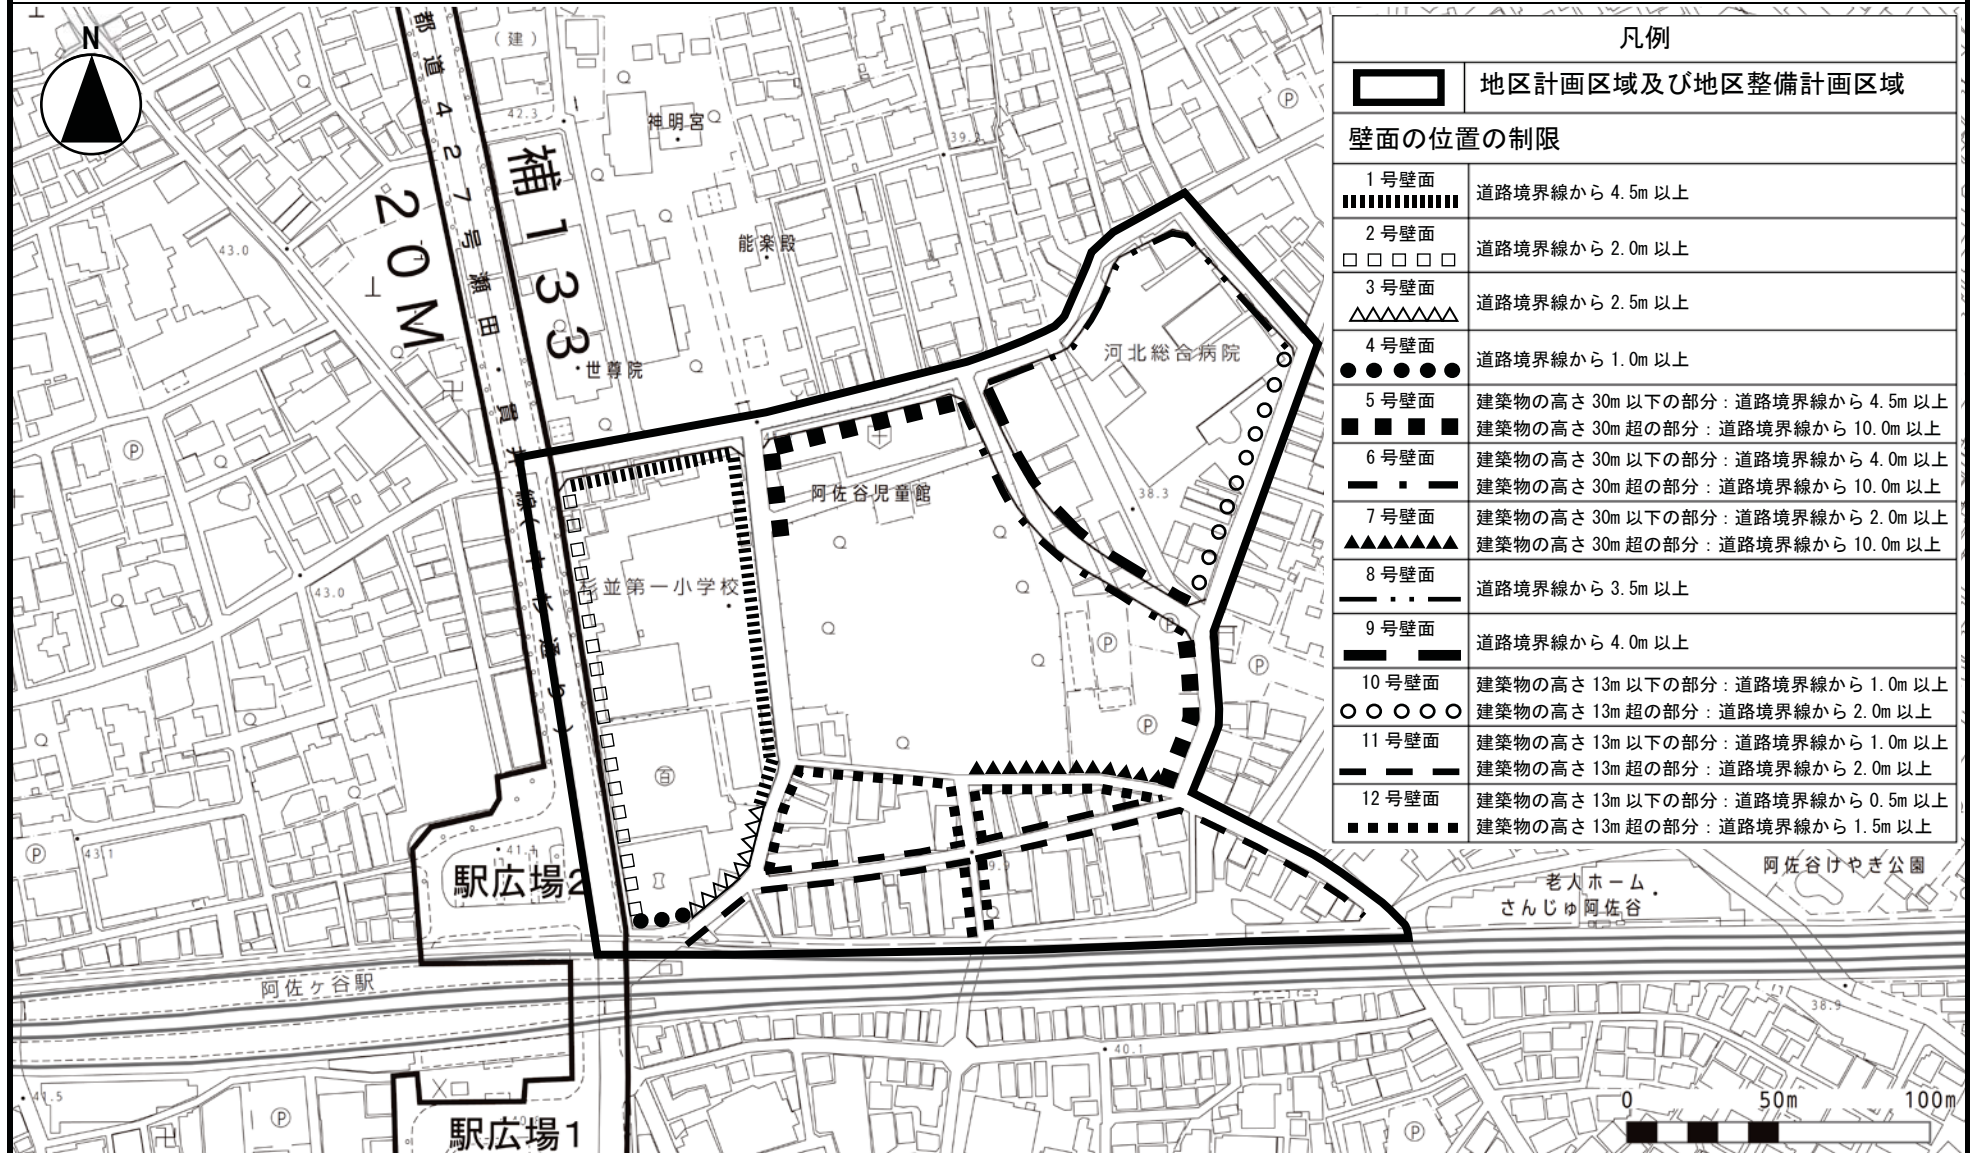 N
都道427号瀬田貫井線(中杉通り)
20M
補133
(建)
42.3
神明宮
39.2
能楽殿
世尊院
43.0
河北総合病院
阿佐谷児童館
38.3
杉並第一小学校
43.0
百
43.1
駅広場2
阿佐ヶ谷駅
41.5
駅広場1
40.1
38.9
老人ホーム
さんじゅ阿佐谷
阿佐谷けやき公園
P
P
P
P
P
P
P
P
P
凡例
地区計画区域及び地区整備計画区域
壁面の位置の制限
1号壁面
道路境界線から4.5m以上
2号壁面
道路境界線から2.0m以上
3号壁面
道路境界線から2.5m以上
4号壁面
道路境界線から1.0m以上
5号壁面
建築物の高さ30m以下の部分:道路境界線から4.5m以上
建築物の高さ30m超の部分:道路境界線から10.0m以上
6号壁面
建築物の高さ30m以下の部分:道路境界線から4.0m以上
建築物の高さ30m超の部分:道路境界線から10.0m以上
7号壁面
建築物の高さ30m以下の部分:道路境界線から2.0m以上
建築物の高さ30m超の部分:道路境界線から10.0m以上
8号壁面
道路境界線から3.5m以上
9号壁面
道路境界線から4.0m以上
10号壁面
建築物の高さ13m以下の部分:道路境界線から1.0m以上
建築物の高さ13m超の部分:道路境界線から2.0m以上
11号壁面
建築物の高さ13m以下の部分:道路境界線から1.0m以上
建築物の高さ13m超の部分:道路境界線から2.0m以上
12号壁面
建築物の高さ13m以下の部分:道路境界線から0.5m以上
建築物の高さ13m超の部分:道路境界線から1.5m以上
0 50m 100m